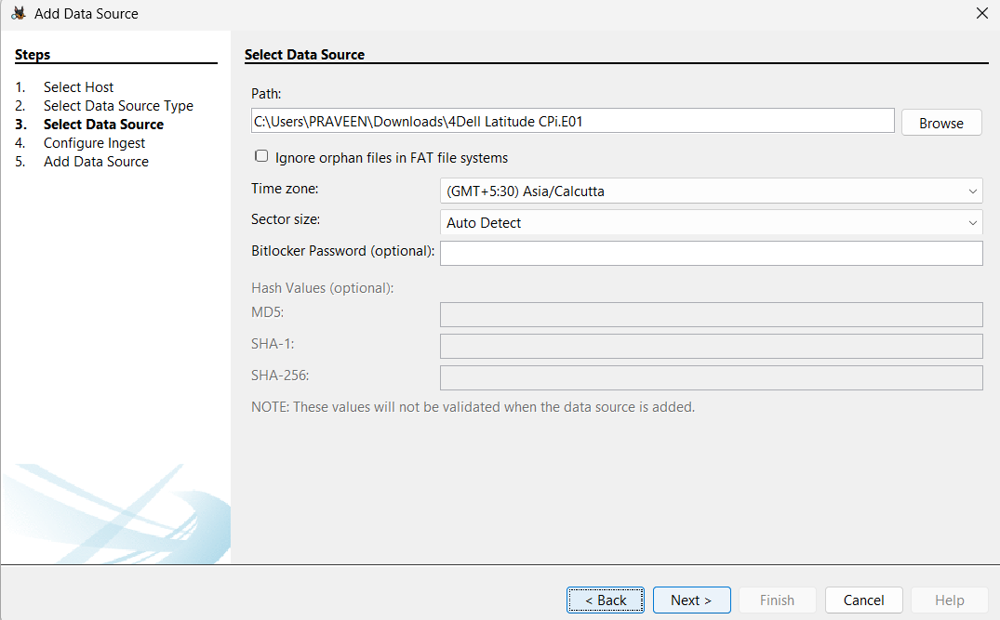 Add Data Source
Steps
1. Select Host
2. Select Data Source Type
3. Select Data Source
4. Configure Ingest
5. Add Data Source
Select Data Source
Path:
C:\Users\PRAVEEN\Downloads\4Dell Latitude CPi.E01
Browse
Ignore orphan files in FAT file systems
Time zone: (GMT+5:30) Asia/Calcutta
Sector size: Auto Detect
Bitlocker Password (optional):
Hash Values (optional):
MD5:
SHA-1:
SHA-256:
NOTE: These values will not be validated when the data source is added.
< Back Next > Finish Cancel Help